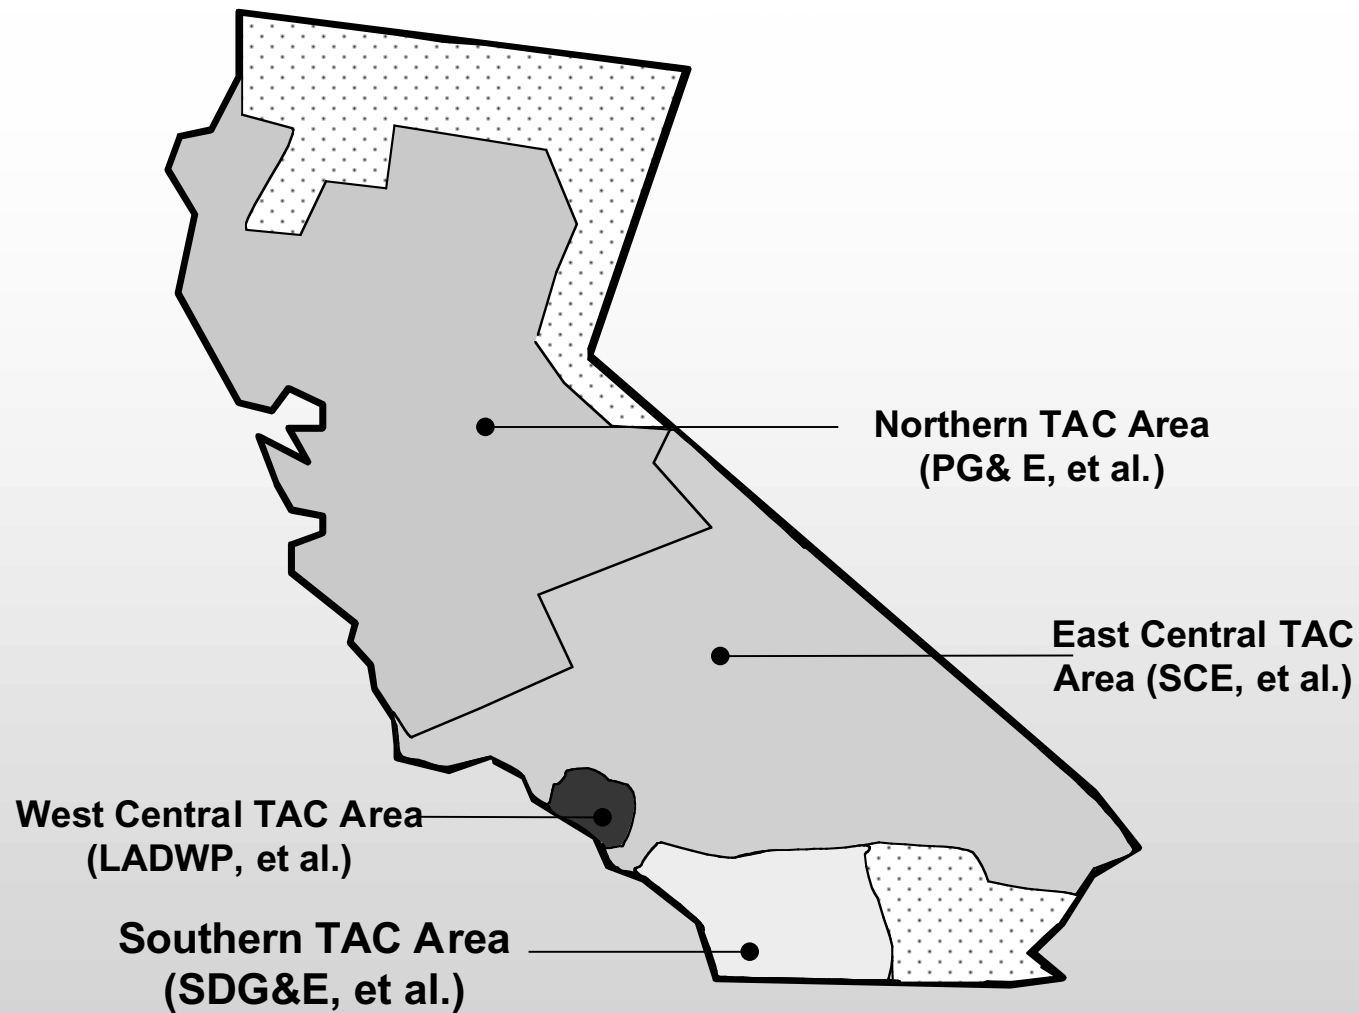 Northern TAC Area
(PG& E, et al.)
East Central TAC
Area (SCE, et al.)
West Central TAC Area
(LADWP, et al.)
Southern TAC Area
(SDG&E, et al.)